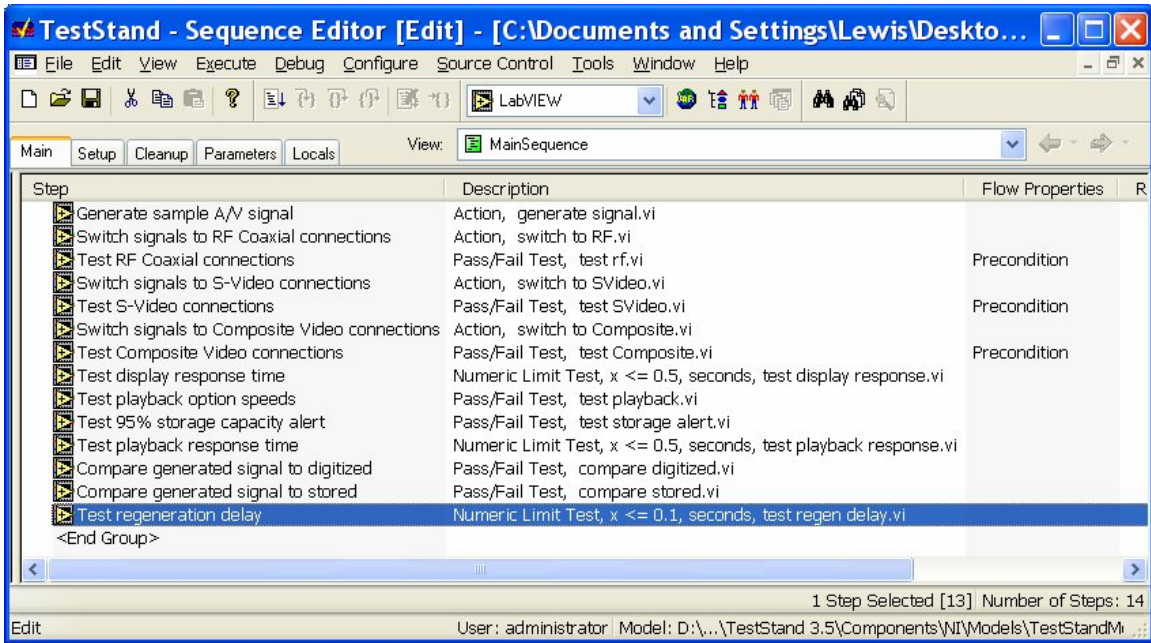 TestStand - Sequence Editor [Edit] - [C:\Documents and Settings\Lewis\Deskto...
File Edit View Execute Debug Configure Source Control Tools Window Help
LabVIEW
Main Setup Cleanup Parameters Locals View: MainSequence
Step Description Flow Properties R
Generate sample A/V signal Action, generate signal.vi
Switch signals to RF Coaxial connections Action, switch to RF.vi
Test RF Coaxial connections Pass/Fail Test, test rf.vi Precondition
Switch signals to S-Video connections Action, switch to SVideo.vi
Test S-Video connections Pass/Fail Test, test SVideo.vi Precondition
Switch signals to Composite Video connections Action, switch to Composite.vi
Test Composite Video connections Pass/Fail Test, test Composite.vi Precondition
Test display response time Numeric Limit Test, x <= 0.5, seconds, test display response.vi
Test playback option speeds Pass/Fail Test, test playback.vi
Test 95% storage capacity alert Pass/Fail Test, test storage alert.vi
Test playback response time Numeric Limit Test, x <= 0.5, seconds, test playback response.vi
Compare generated signal to digitized Pass/Fail Test, compare digitized.vi
Compare generated signal to stored Pass/Fail Test, compare stored.vi
Test regeneration delay Numeric Limit Test, x <= 0.1, seconds, test regen delay.vi
<End Group>
1 Step Selected [13] Number of Steps: 14
Edit User: administrator Model: D:\...\TestStand 3.5\Components\NI\Models\TestStandM